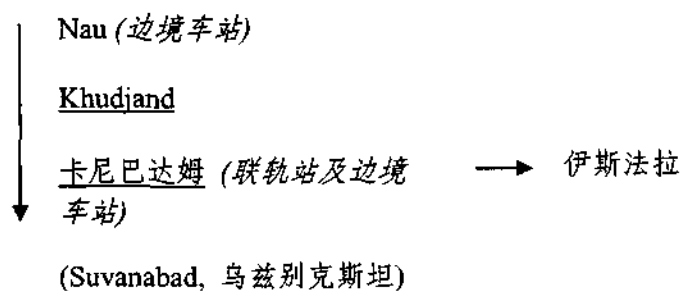 Nau (边境车站)
Khudjand
卡尼巴达姆 (联轨站及边境 → 伊斯法拉
车站)
(Suvanabad, 乌兹别克斯坦)